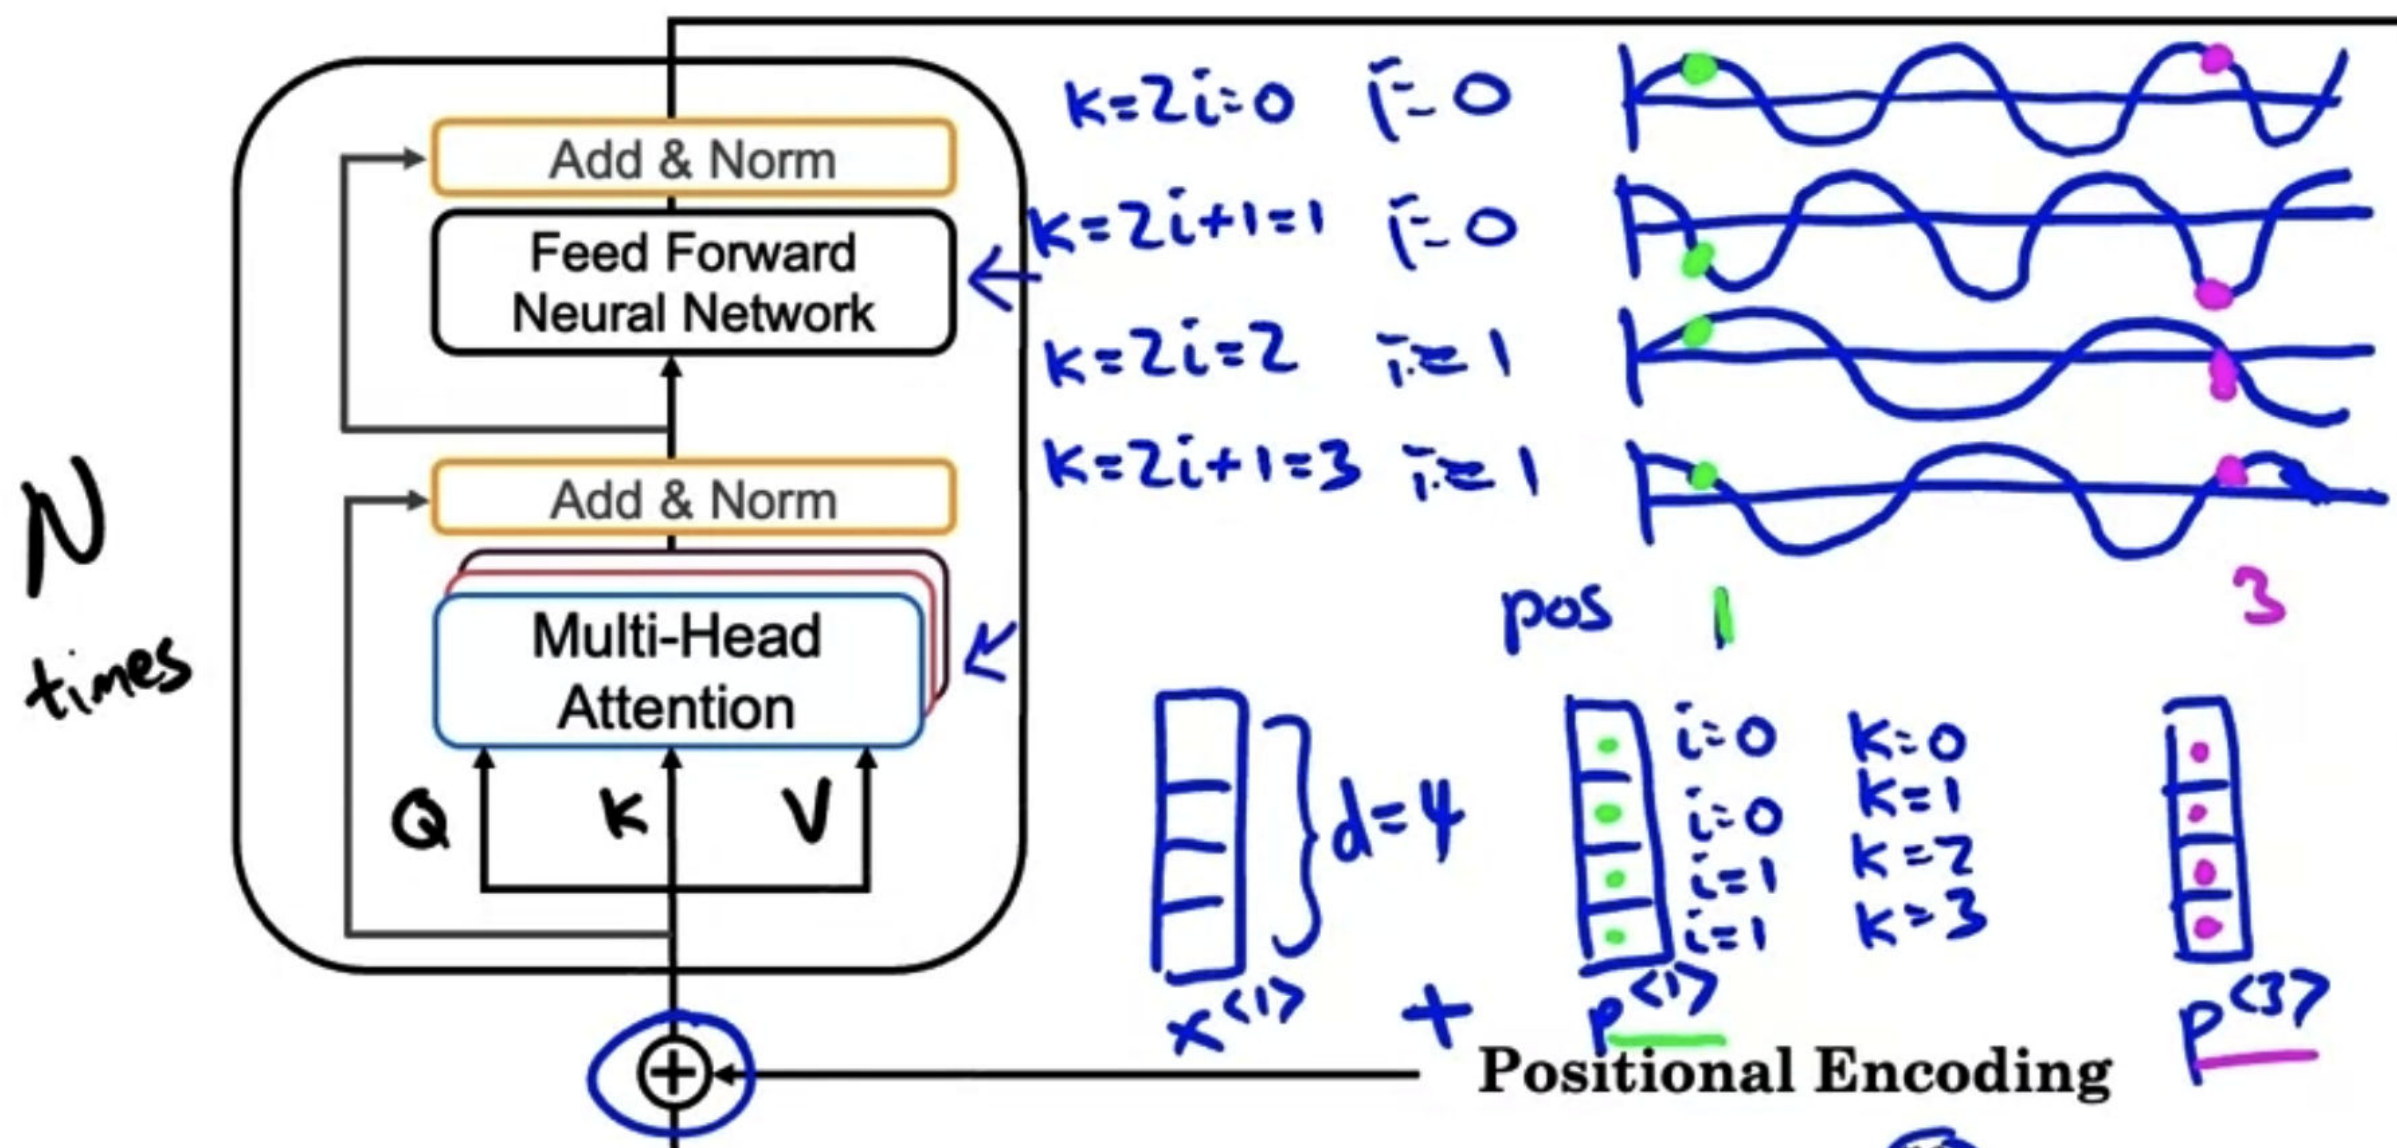 Add & Norm
Feed Forward
Neural Network
Add & Norm
Multi-Head
Attention
Q K V
N
times
k=2i=0 i=0
k=2i+1=1 i=0
k=2i=2 i=1
k=2i+1=3 i=1
pos 1 3
d=4
i=0 k=0
i=0 k=1
i=1 k=2
i=1 k=3
x<1> + p<1> p<3>
Positional Encoding